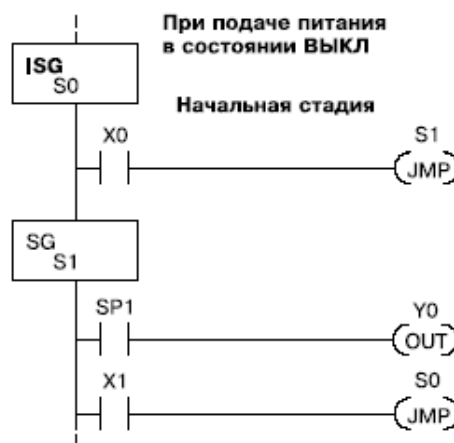 При подаче питания
в состоянии ВЫКЛ
ISG
S0
Начальная стадия
X0
S1
JMP
SG
S1
SP1
Y0
OUT
X1
S0
JMP